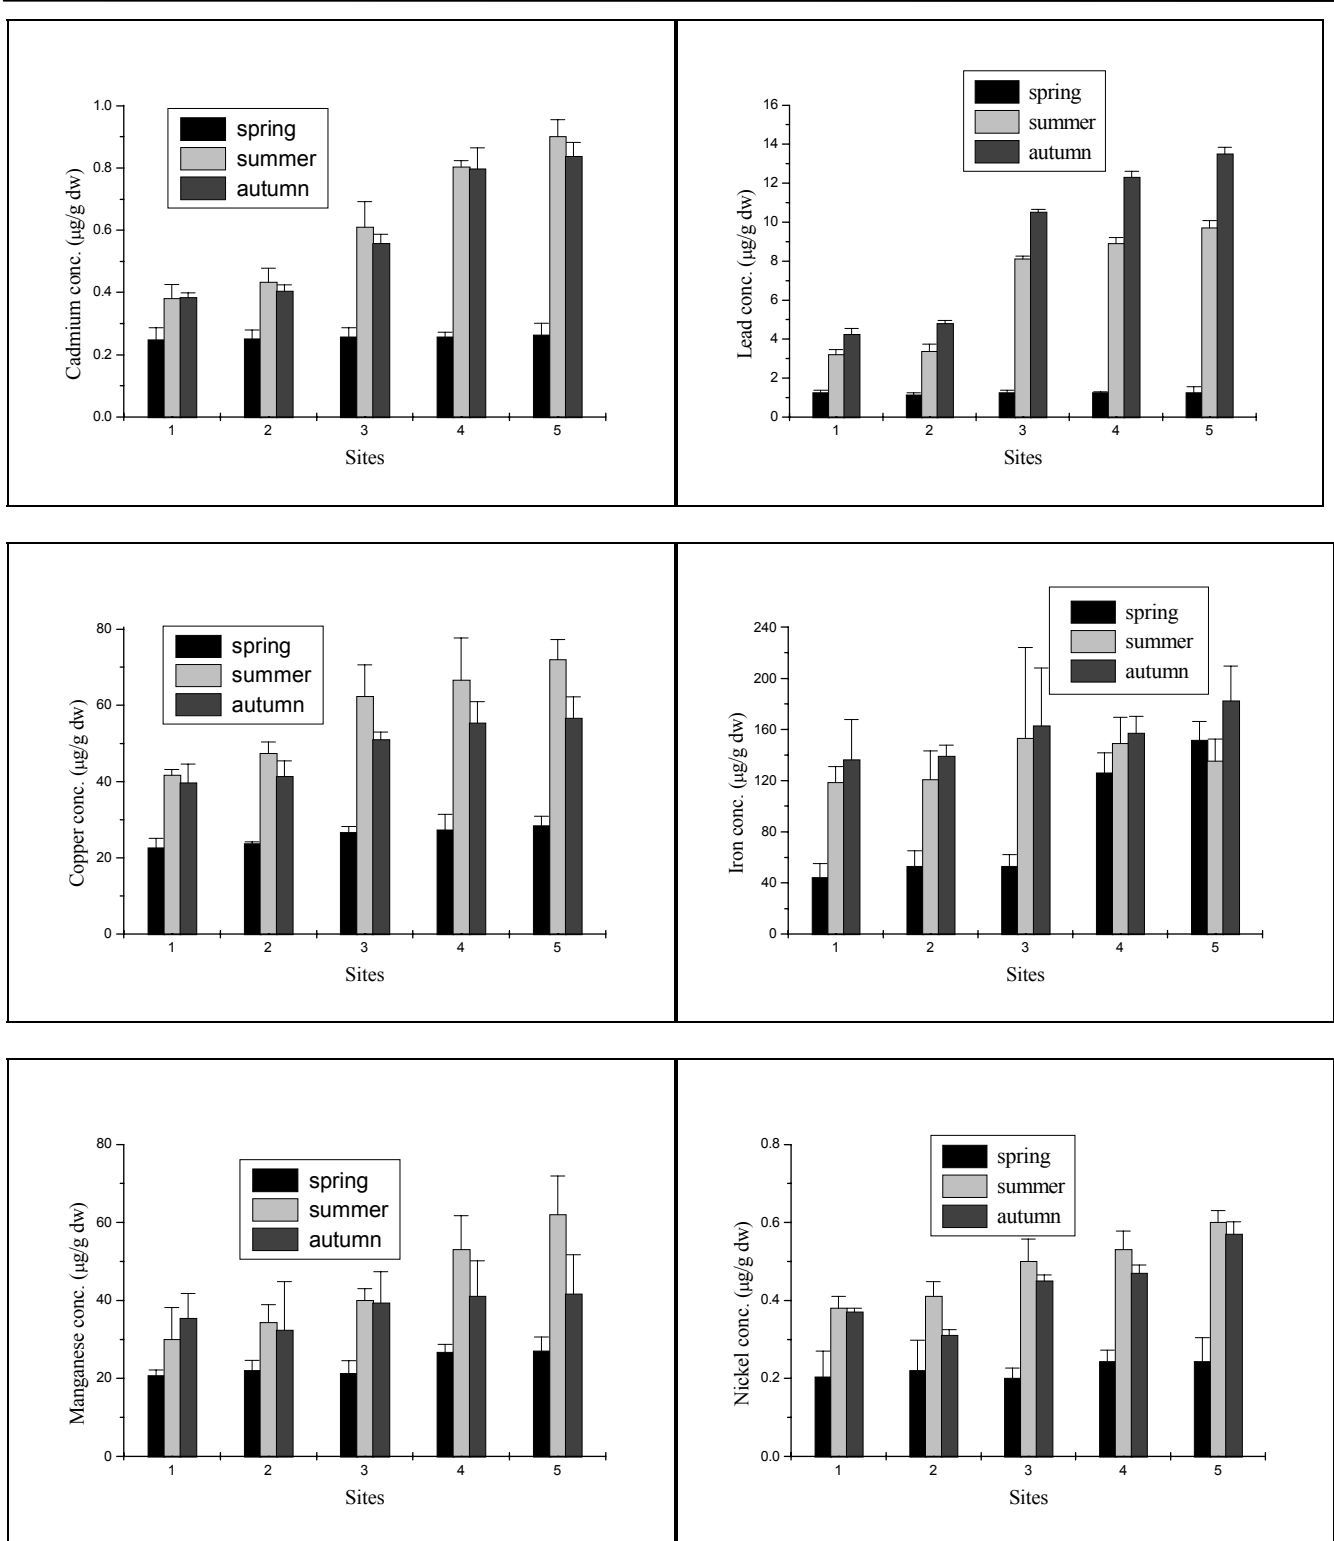 spring
summer
autumn
Cadmium conc. (µg/g dw)
1.0
0.8
0.6
0.4
0.2
0.0
1 2 3 4 5
Sites
spring
summer
autumn
Lead conc. (µg/g dw)
16
14
12
10
8
6
4
2
0
1 2 3 4 5
Sites
spring
summer
autumn
Copper conc. (µg/g dw)
80
60
40
20
0
1 2 3 4 5
Sites
spring
summer
autumn
Iron conc. (µg/g dw)
240
200
160
120
80
40
0
1 2 3 4 5
Sites
spring
summer
autumn
Manganese conc. (µg/g dw)
80
60
40
20
0
1 2 3 4 5
Sites
spring
summer
autumn
Nickel conc. (µg/g dw)
0.8
0.6
0.4
0.2
0.0
1 2 3 4 5
Sites